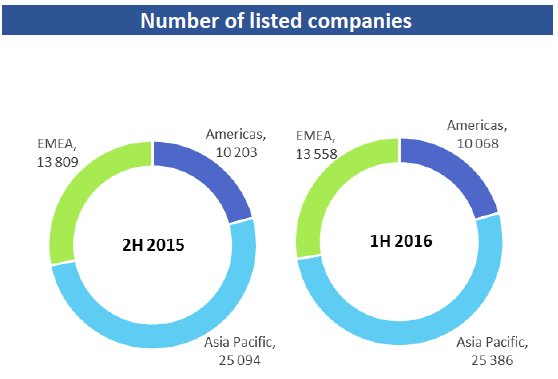 Number of listed companies
EMEA,
13 809
Americas,
10 203
2H 2015
Asia Pacific,
25 094
EMEA,
13 558
Americas,
10 068
1H 2016
Asia Pacific,
25 386